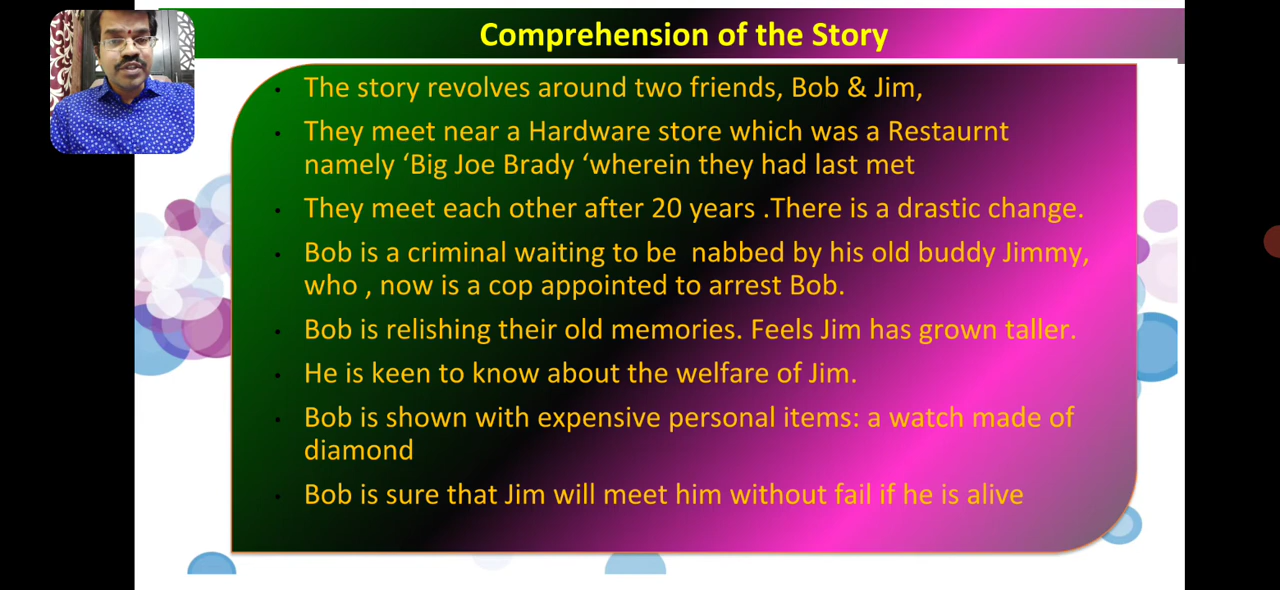 Comprehension of the Story
• The story revolves around two friends, Bob & Jim,
• They meet near a Hardware store which was a Restaurnt
namely ‘Big Joe Brady ‘wherein they had last met
• They meet each other after 20 years .There is a drastic change.
• Bob is a criminal waiting to be  nabbed by his old buddy Jimmy,
who , now is a cop appointed to arrest Bob.
• Bob is relishing their old memories. Feels Jim has grown taller.
• He is keen to know about the welfare of Jim.
• Bob is shown with expensive personal items: a watch made of
diamond
• Bob is sure that Jim will meet him without fail if he is alive